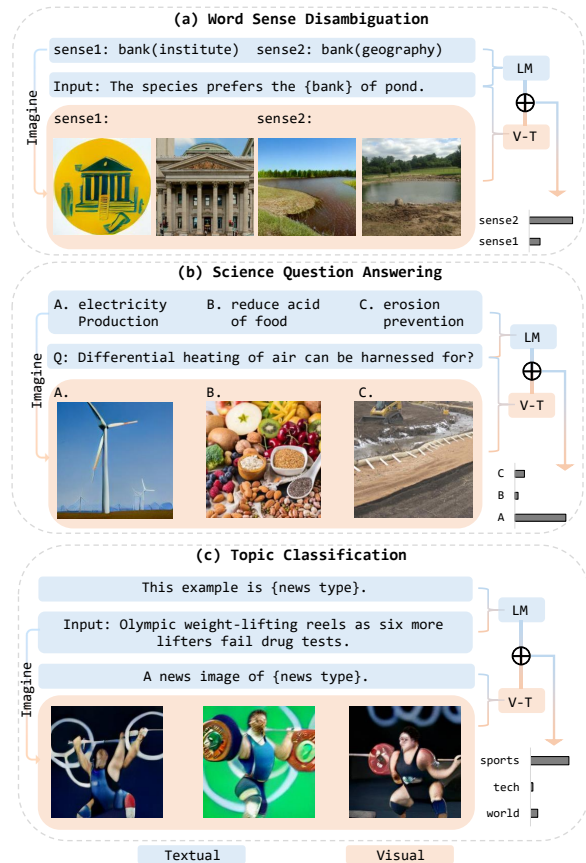 (a) Word Sense Disambiguation
sense1: bank(institute) sense2: bank(geography)
Input: The species prefers the {bank} of pond.
Imagine
sense1: sense2:
LM
V-T
sense2
sense1
(b) Science Question Answering
A. electricity Production
B. reduce acid of food
C. erosion prevention
Q: Differential heating of air can be harnessed for?
Imagine
A. B. C.
LM
V-T
C
B
A
(c) Topic Classification
This example is {news type}.
Input: Olympic weight-lifting reels as six more
lifters fail drug tests.
A news image of {news type}.
Imagine
LM
V-T
sports
tech
world
Textual Visual